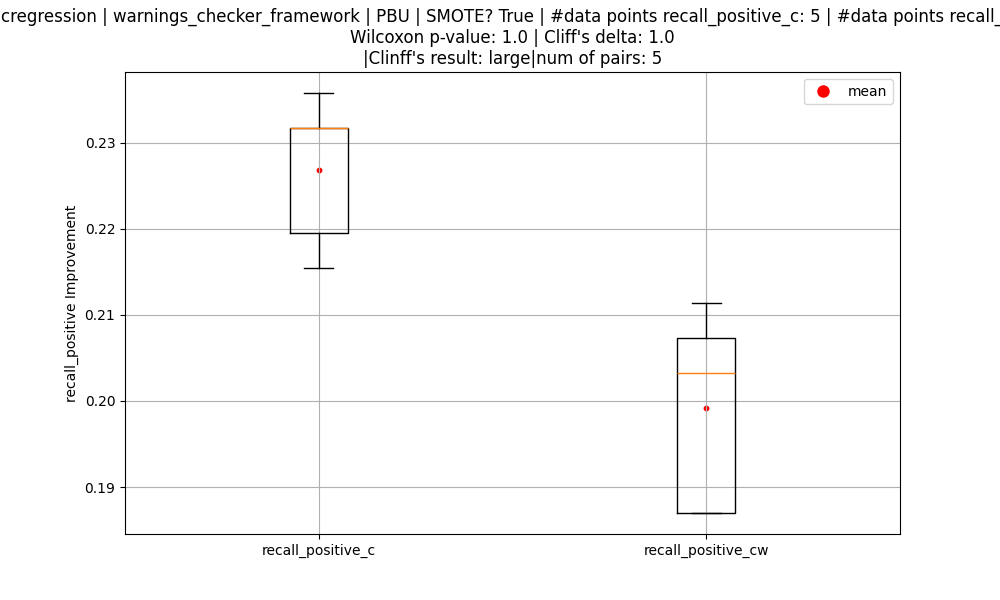 cregression | warnings_checker_framework | PBU | SMOTE? True | #data points recall_positive_c: 5 | #data points recall_
Wilcoxon p-value: 1.0 | Cliff's delta: 1.0
|Clinff's result: large|num of pairs: 5
mean
0.23
0.22
0.21
0.20
0.19
recall_positive Improvement
recall_positive_c
recall_positive_cw